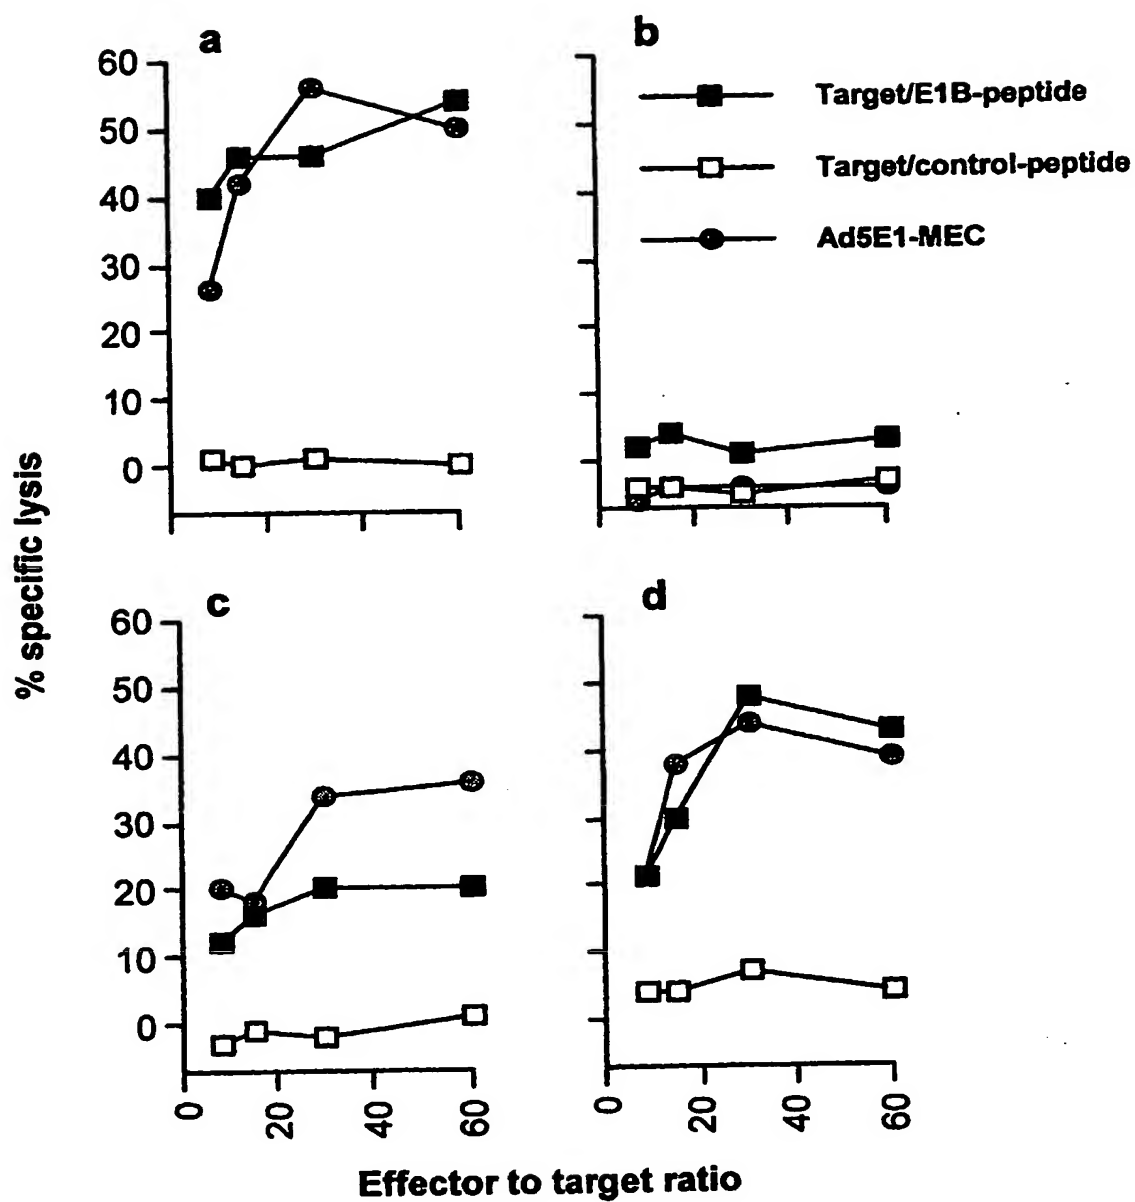 a
60
50
40
30
20
10
0
b
Target/E1B-peptide
Target/control-peptide
Ad5E1-MEC
% specific lysis
c
60
50
40
30
20
10
0
0 20 40 60
d
0 20 40 60
Effector to target ratio